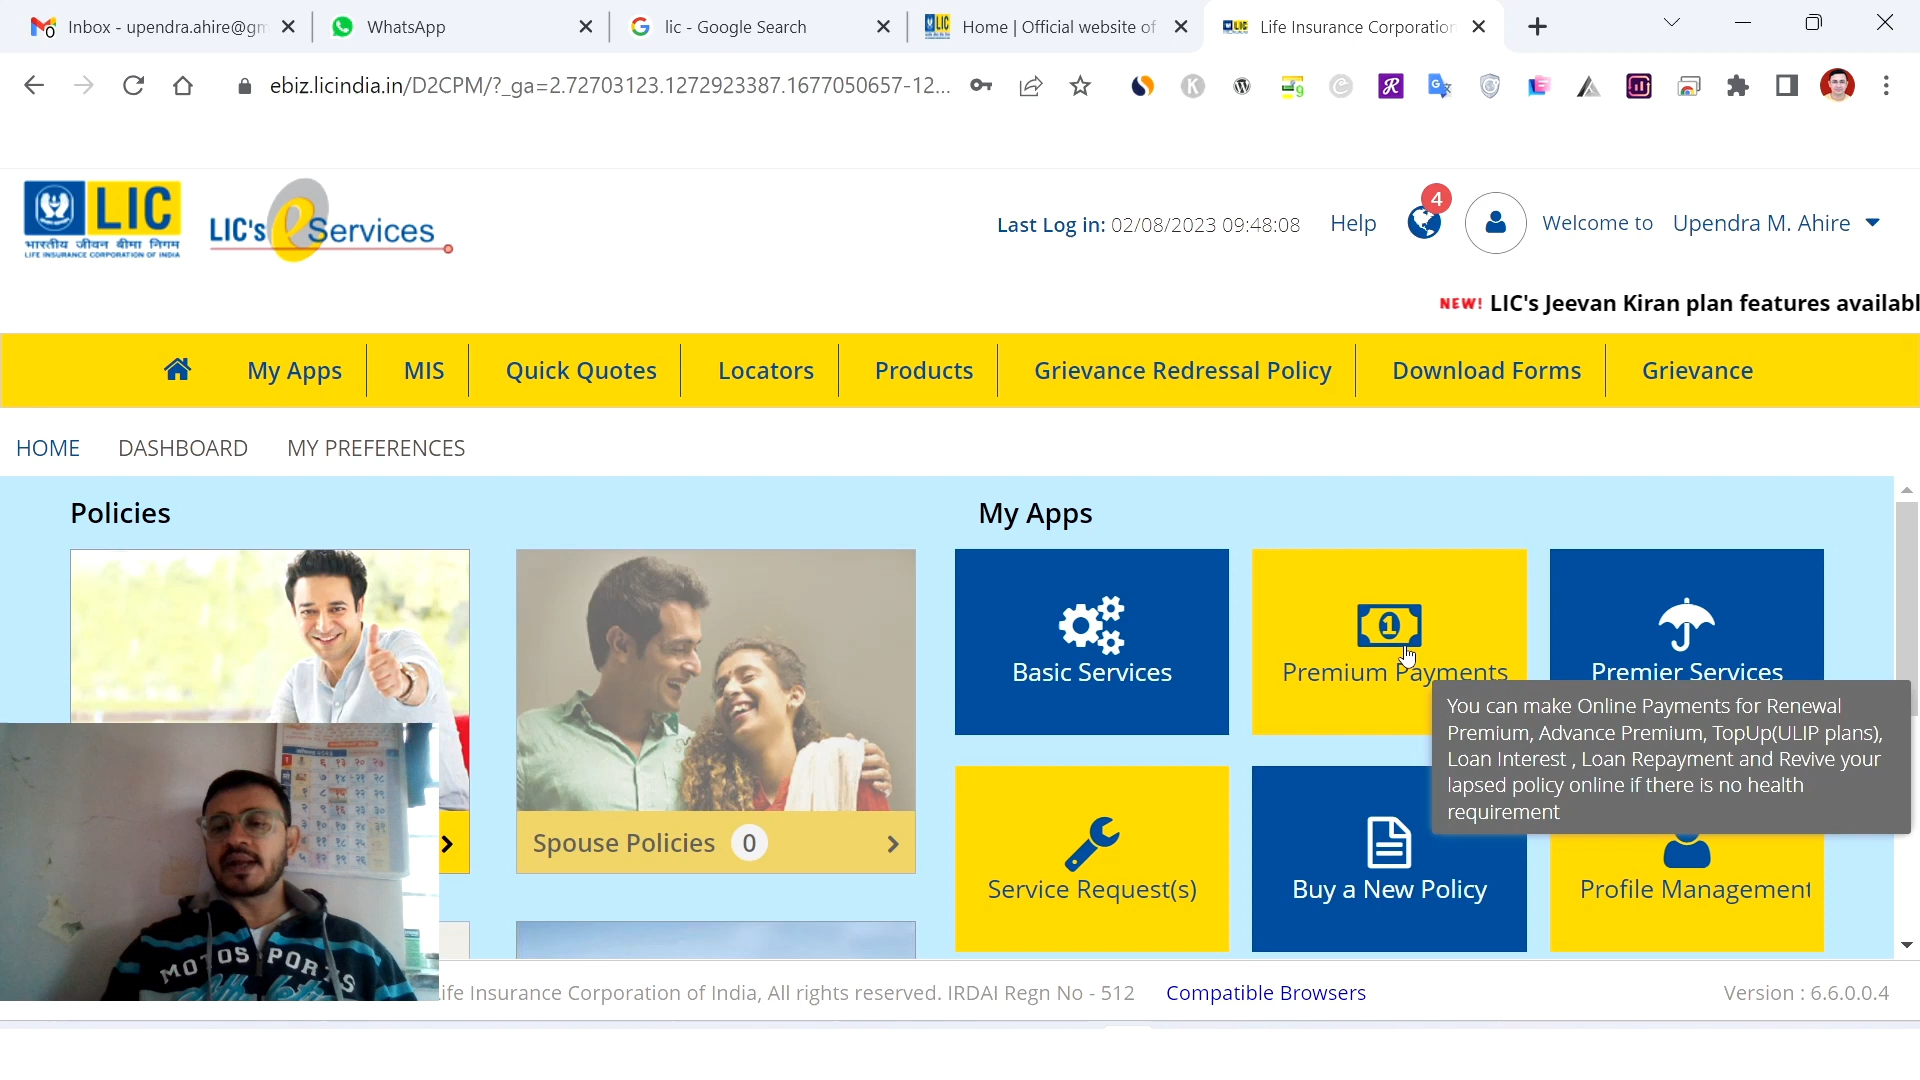 Inbox - upendra.ahire@gm
WhatsApp
lic - Google Search
Home | Official website of
Life Insurance Corporation
ebiz.licindia.in/D2CPM/?_ga=2.72703123.1272923387.1677050657-12...
LIC
भारतीय जीवन बीमा निगम
LIFE INSURANCE CORPORATION OF INDIA
LIC's eServices
Last Log in: 02/08/2023 09:48:08
Help
4
Welcome to Upendra M. Ahire
NEW! LIC's Jeevan Kiran plan features availabl
My Apps
MIS
Quick Quotes
Locators
Products
Grievance Redressal Policy
Download Forms
Grievance
HOME
DASHBOARD
MY PREFERENCES
Policies
My Apps
Basic Services
Premium Payments
Premier Services
You can make Online Payments for Renewal
Premium, Advance Premium, TopUp(ULIP plans),
Loan Interest , Loan Repayment and Revive your
lapsed policy online if there is no health
requirement
Spouse Policies 0
Service Request(s)
Buy a New Policy
Profile Management
MOTOS PORTS
ife Insurance Corporation of India, All rights reserved. IRDAI Regn No - 512
Compatible Browsers
Version : 6.6.0.0.4